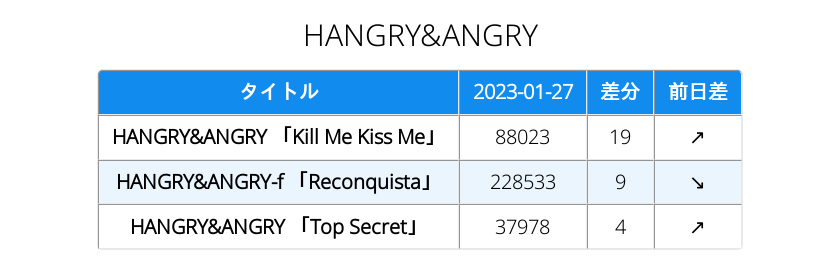 HANGRY&ANGRY
タイトル 2023-01-27 差分 前日差
HANGRY&ANGRY 「Kill Me Kiss Me」 88023 19 ↗
HANGRY&ANGRY-f 「Reconquista」 228533 9 ↘
HANGRY&ANGRY 「Top Secret」 37978 4 ↗